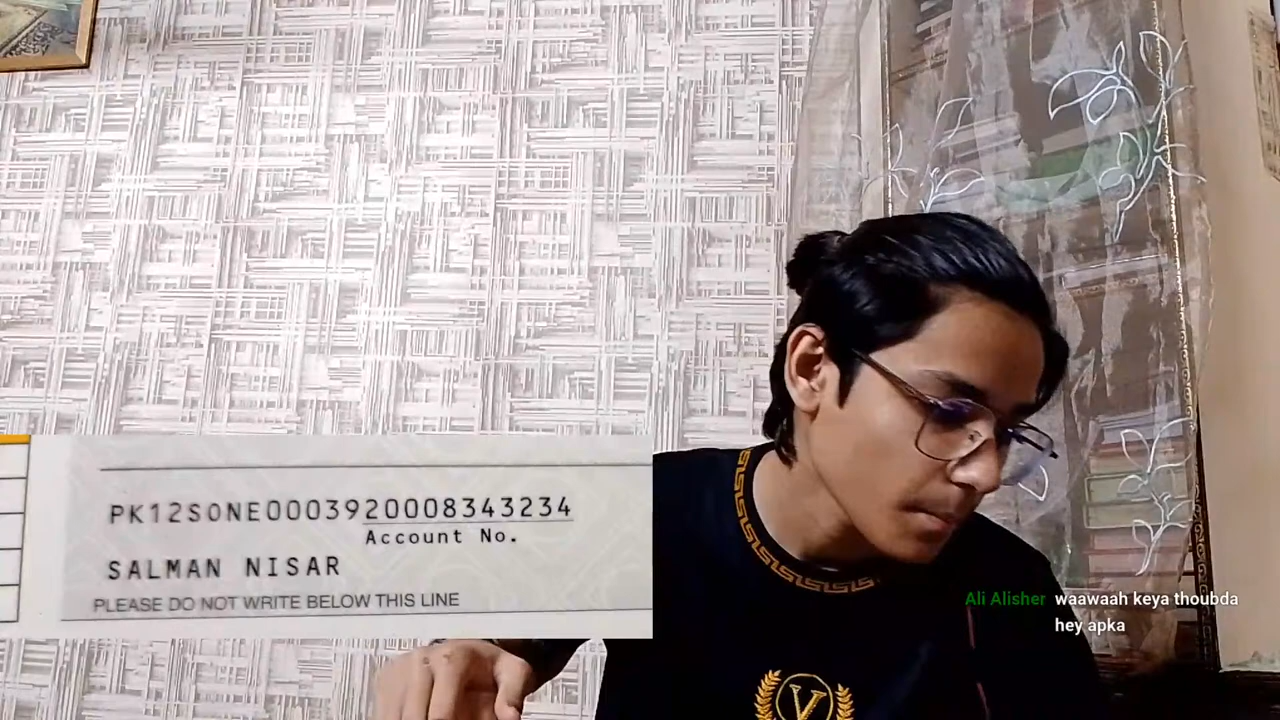 PK12SONE0003920008343234
Account No.
SALMAN NISAR
PLEASE DO NOT WRITE BELOW THIS LINE
Ali Alisher waawaah keya thoubda
hey apka
V